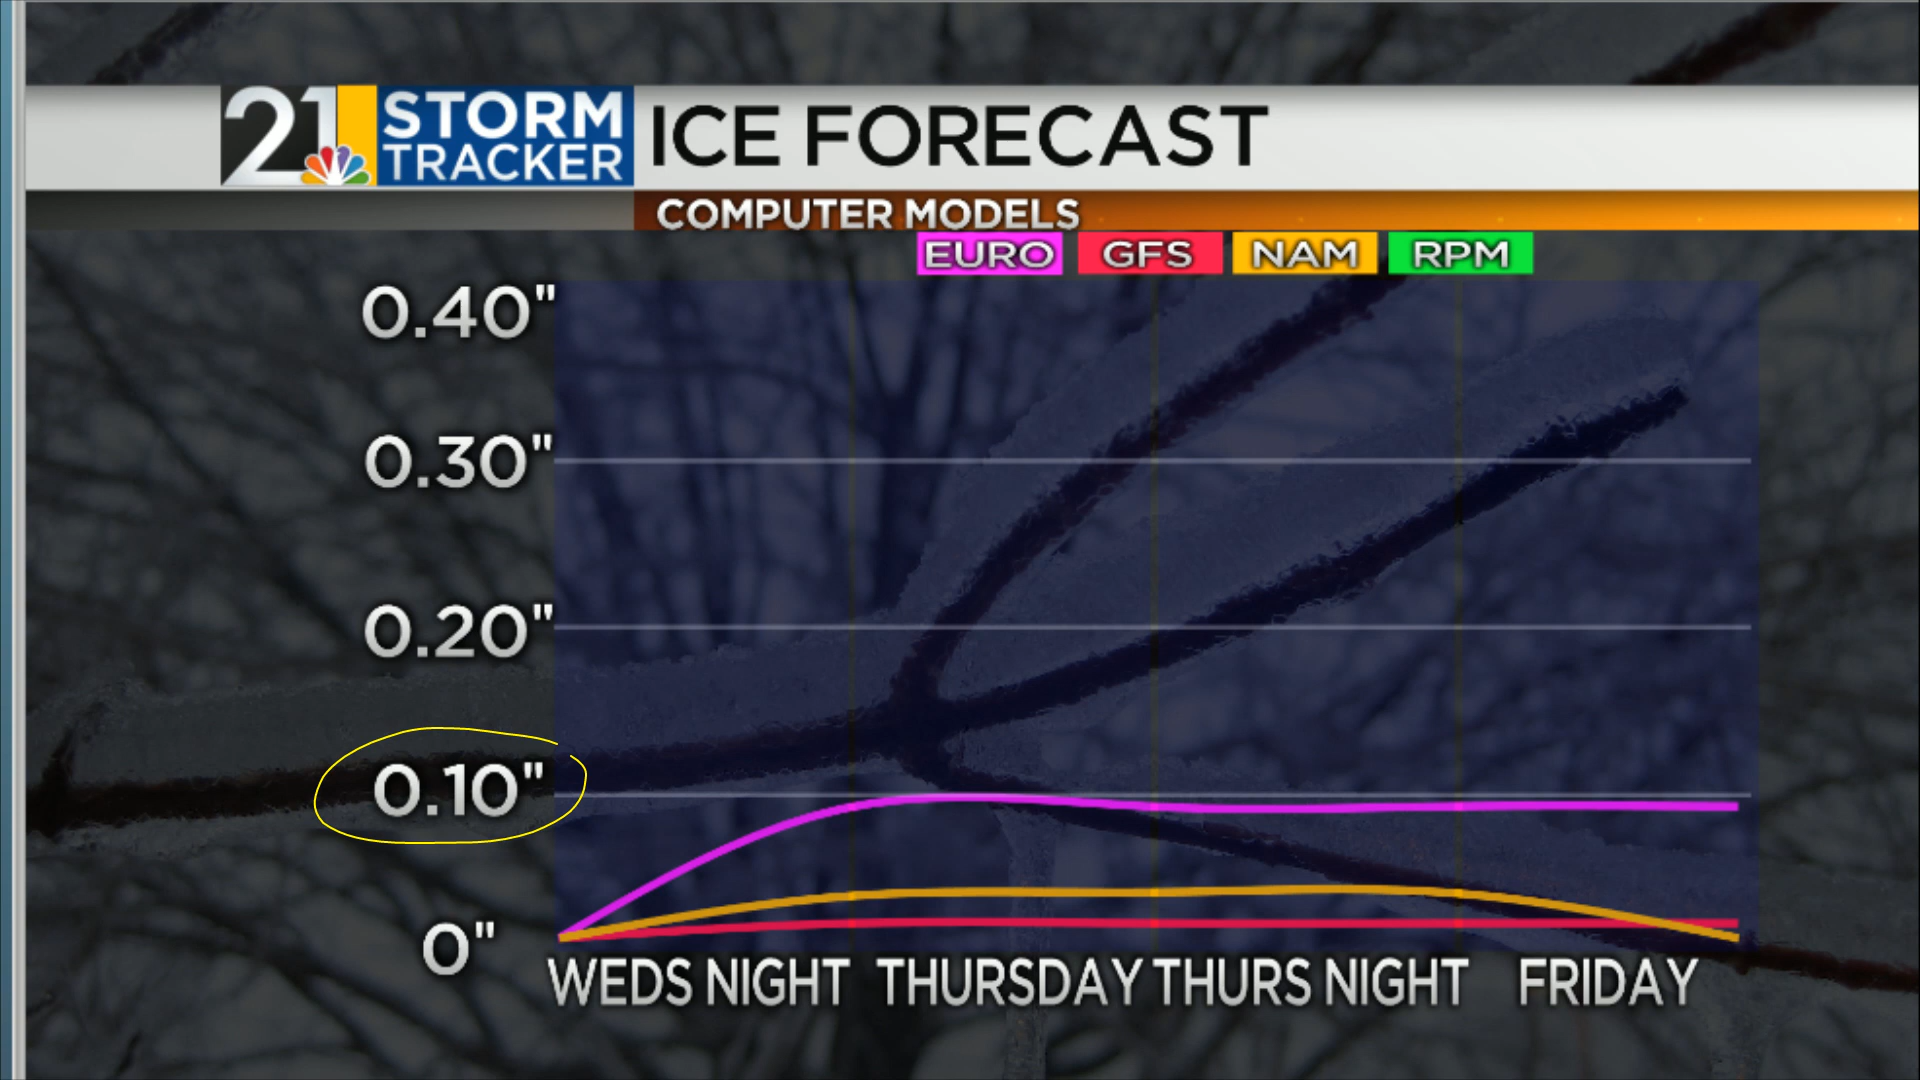 21 STORM TRACKER ICE FORECAST
COMPUTER MODELS
EURO GFS NAM RPM
0.40"
0.30"
0.20"
0.10"
0"
WEDS NIGHT THURSDAY THURS NIGHT FRIDAY